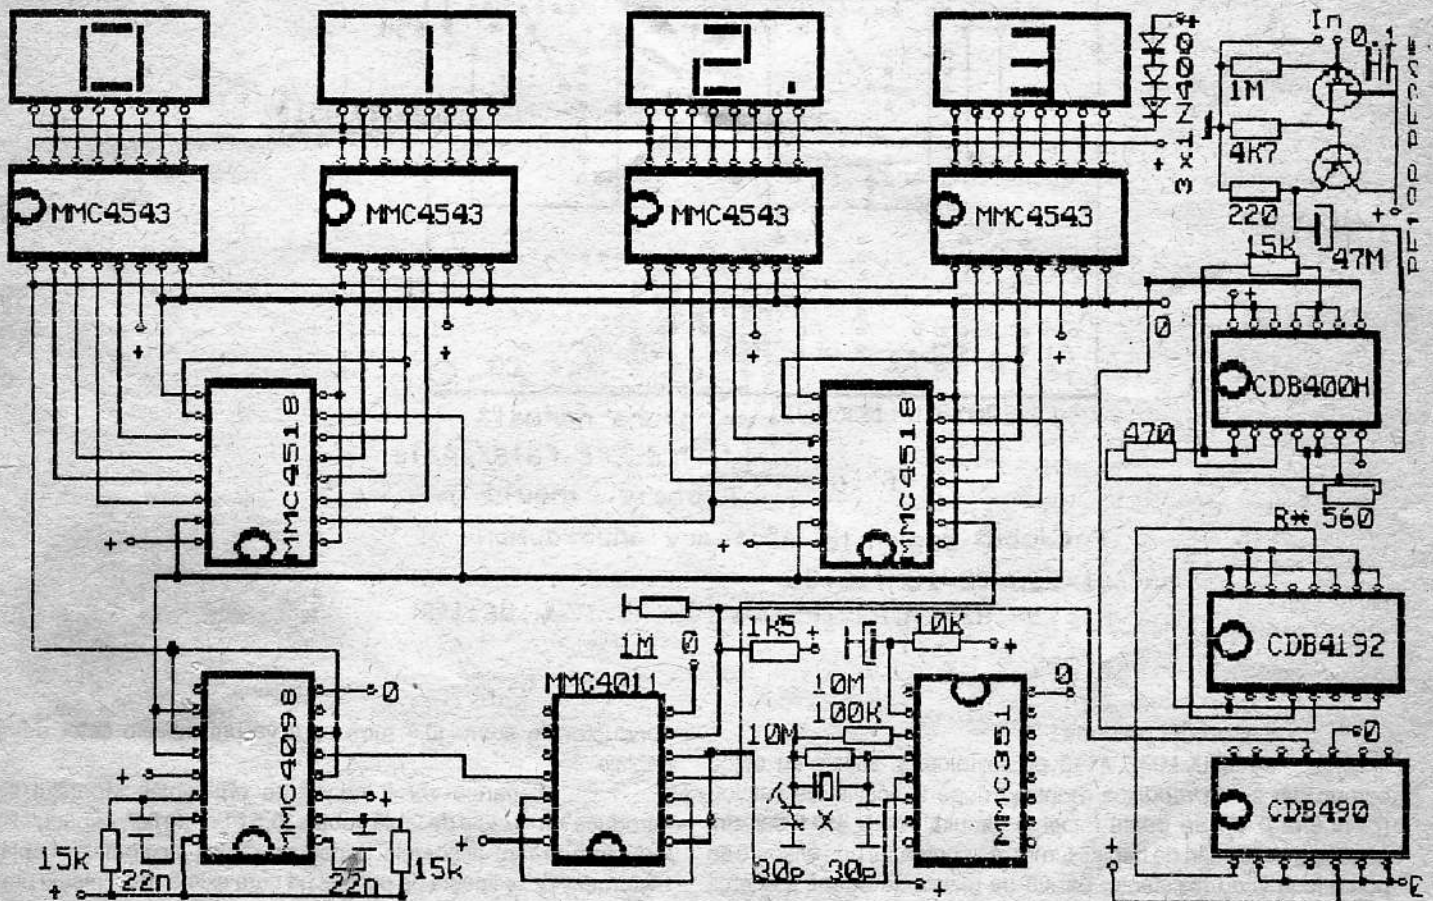 In
0.1
1M
4K7
220
47M
+
3x1N4001
+
+
MMC4543
MMC4543
MMC4543
MMC4543
15K
+
0
+
+
+
+
CDB400H
470
R* 560
MMC4518
MMC4518
+
+
CDB4192
1M
0
1K5
+
10K
+
10M
100K
10M
MMC4011
MMC4098
0
+
+
15k
22n
22n
15k
+
+
X
30p
30p
MMC351
0
+
0
CDB490
+